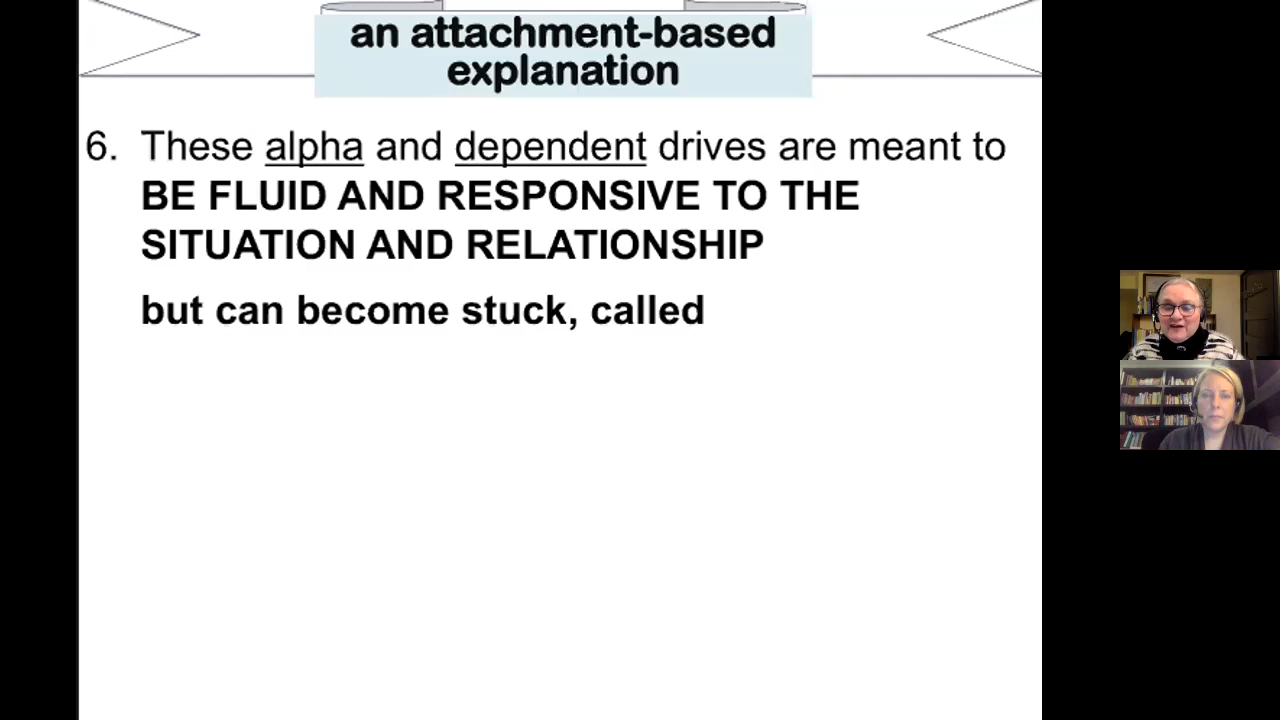 an attachment-based
explanation
6. These alpha and dependent drives are meant to
BE FLUID AND RESPONSIVE TO THE
SITUATION AND RELATIONSHIP
but can become stuck, called